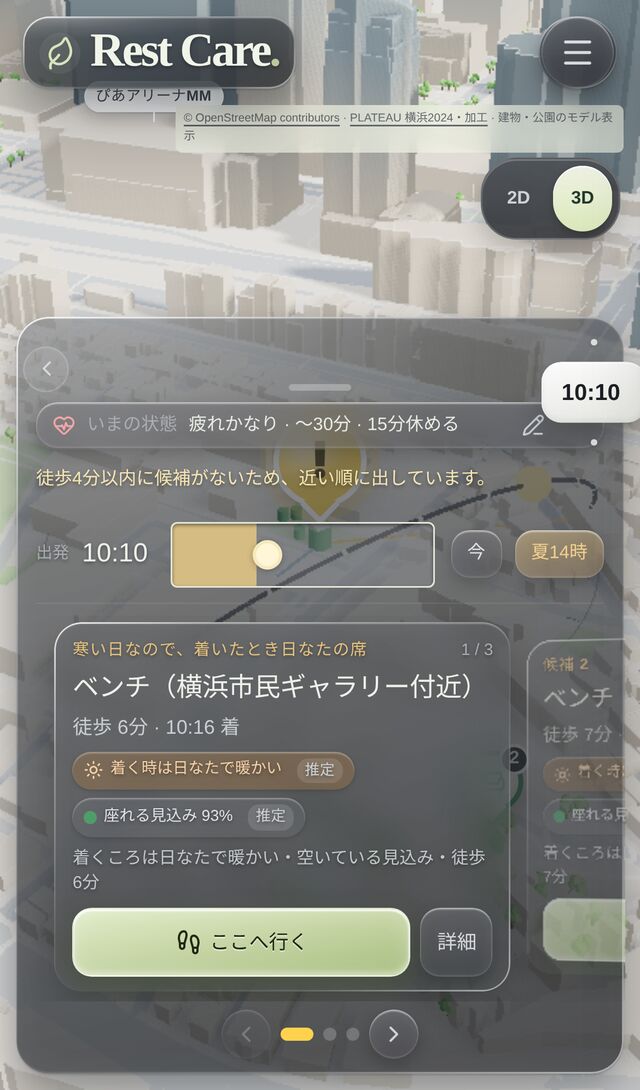 Rest Care.
ぴあアリーナMM
© OpenStreetMap contributors · PLATEAU 横浜2024・加工 · 建物・公園のモデル表
示
2D 3D
10:10
いまの状態 疲れかなり · 〜30分 · 15分休める
!
徒歩4分以内に候補がないため、近い順に出しています。
出発 10:10 今 夏14時
寒い日なので、着いたとき日なたの席 1 / 3
ベンチ（横浜市民ギャラリー付近）
徒歩 6分 · 10:16 着
着く時は日なたで暖かい 推定
座れる見込み 93% 推定
着くころは日なたで暖かい・空いている見込み・徒歩
6分
ここへ行く 詳細
2
候補 2
ベンチ
徒歩 7分 ·
着く時
座れる見
着くころは
7分